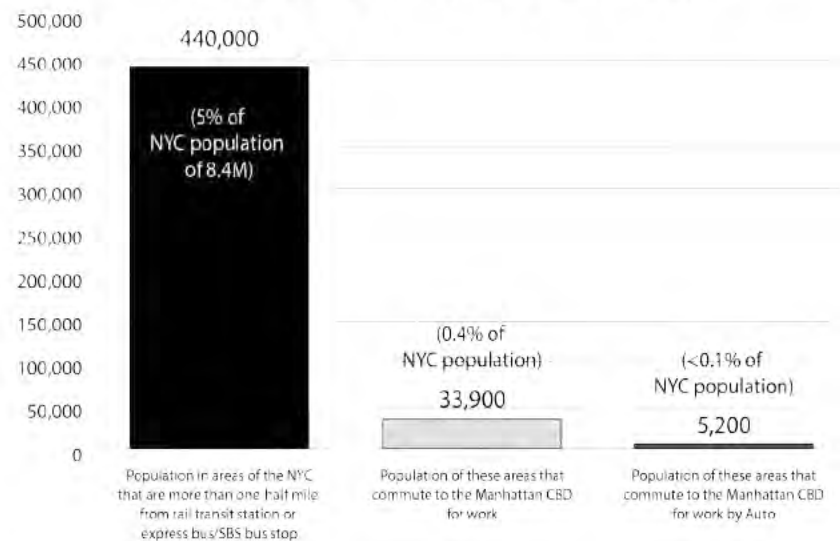 500,000
450,000
400,000
350,000
300,000
250,000
200,000
150,000
100,000
50,000
0
440,000
(5% of
NYC population
of 8.4M)
(0.4% of
NYC population)
33,900
(<0.1% of
NYC population)
5,200
Population in areas of the NYC
that are more than one half mile
from rail transit station or
express bus/SBS bus stop
Population of these areas that
commute to the Manhattan CBD
for work
Population of these areas that
commute to the Manhattan CBD
for work by Auto